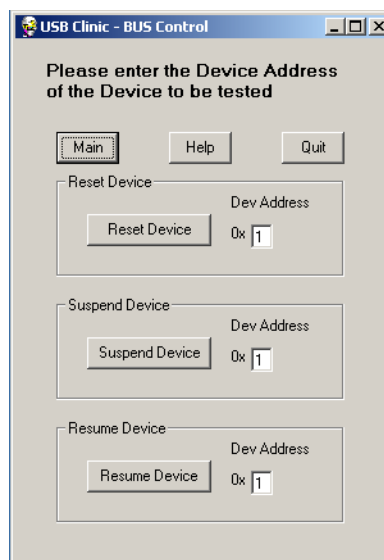 USB Clinic - BUS Control
Please enter the Device Address
of the Device to be tested
Main Help Quit
Reset Device
Dev Address
Reset Device 0x 1
Suspend Device
Dev Address
Suspend Device 0x 1
Resume Device
Dev Address
Resume Device 0x 1